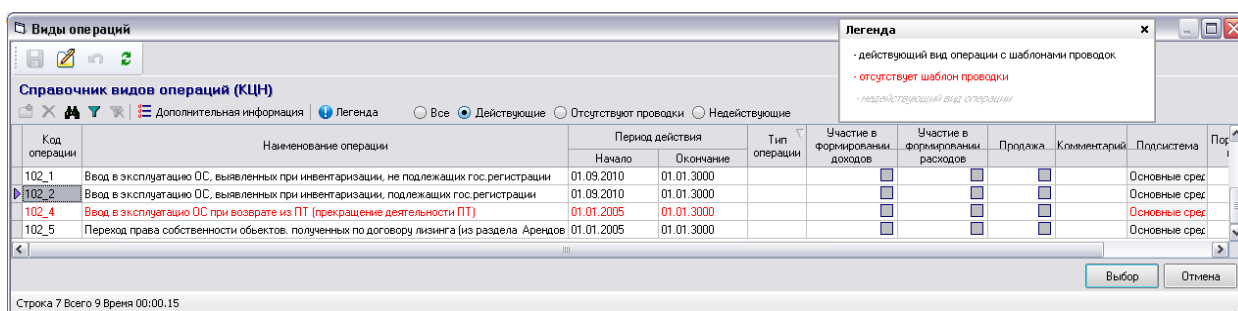 Виды операций
Легенда
- действующий вид операции с шаблонами проводок
- отсутствует шаблон проводки
- недействующий вид операции
Справочник видов операций (КЦН)
Дополнительная информация Легенда Все Действующие Отсутствуют проводки Недействующие
Код операции Наименование операции Период действия Начало Окончание Тип операции Участие в формировании доходов Участие в формировании расходов Продажа Комментарий Подсистема Пор
102_1 Ввод в эксплуатацию ОС, выявленных при инвентаризации, не подлежащих гос.регистрации 01.09.2010 01.01.3000 Основные сред
102_2 Ввод в эксплуатацию ОС, выявленных при инвентаризации, подлежащих гос.регистрации 01.09.2010 01.01.3000 Основные сред
102_4 Ввод в эксплуатацию ОС при возврате из ПТ (прекращение деятельности ПТ) 01.01.2005 01.01.3000 Основные сред
102_5 Переход права собственности объектов. полученных по договору лизинга (из раздела Арендов 01.01.2005 01.01.3000 Основные сред
Выбор Отмена
Строка 7 Всего 9 Время 00:00.15